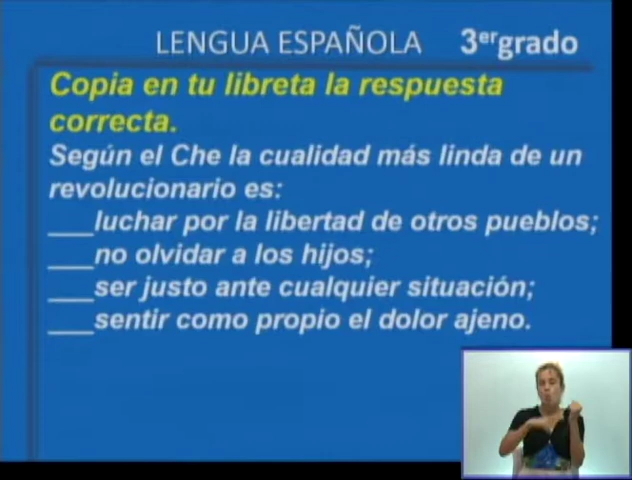 LENGUA ESPAÑOLA 3ergrado
Copia en tu libreta la respuesta
correcta.
Según el Che la cualidad más linda de un
revolucionario es:
___luchar por la libertad de otros pueblos;
___no olvidar a los hijos;
___ser justo ante cualquier situación;
___sentir como propio el dolor ajeno.